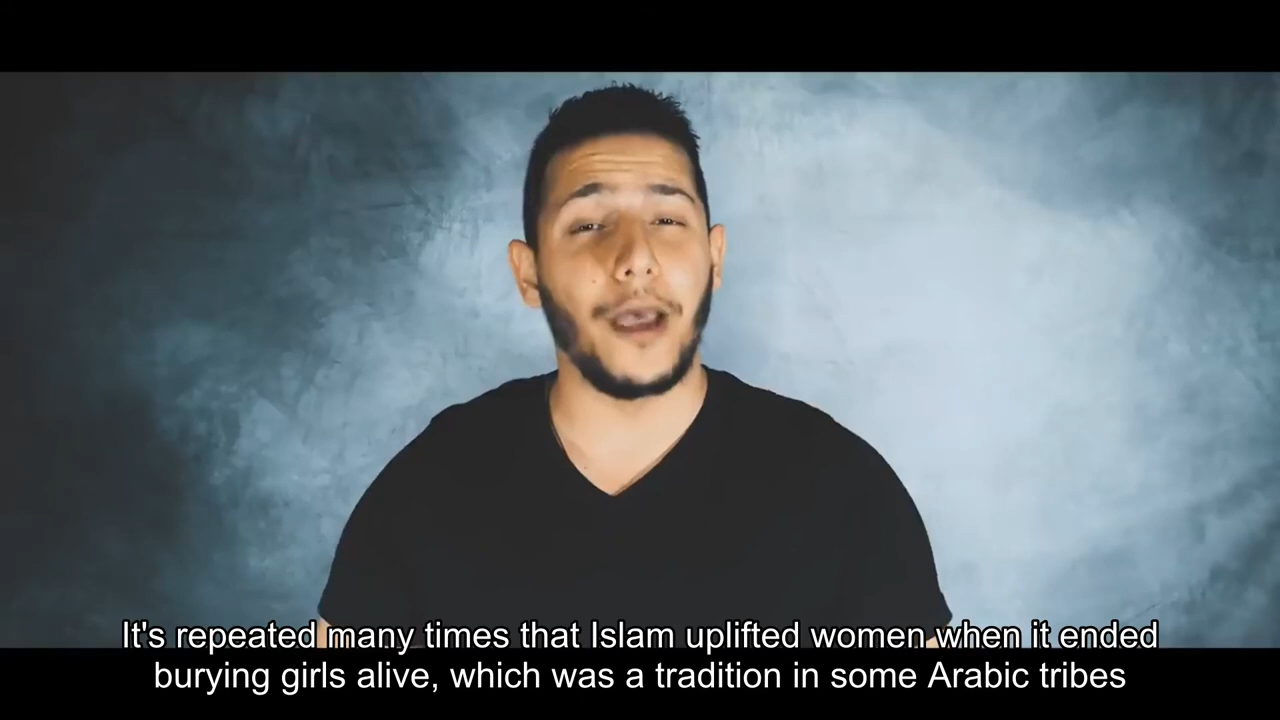 It's repeated many times that Islam uplifted women when it ended
burying girls alive, which was a tradition in some Arabic tribes